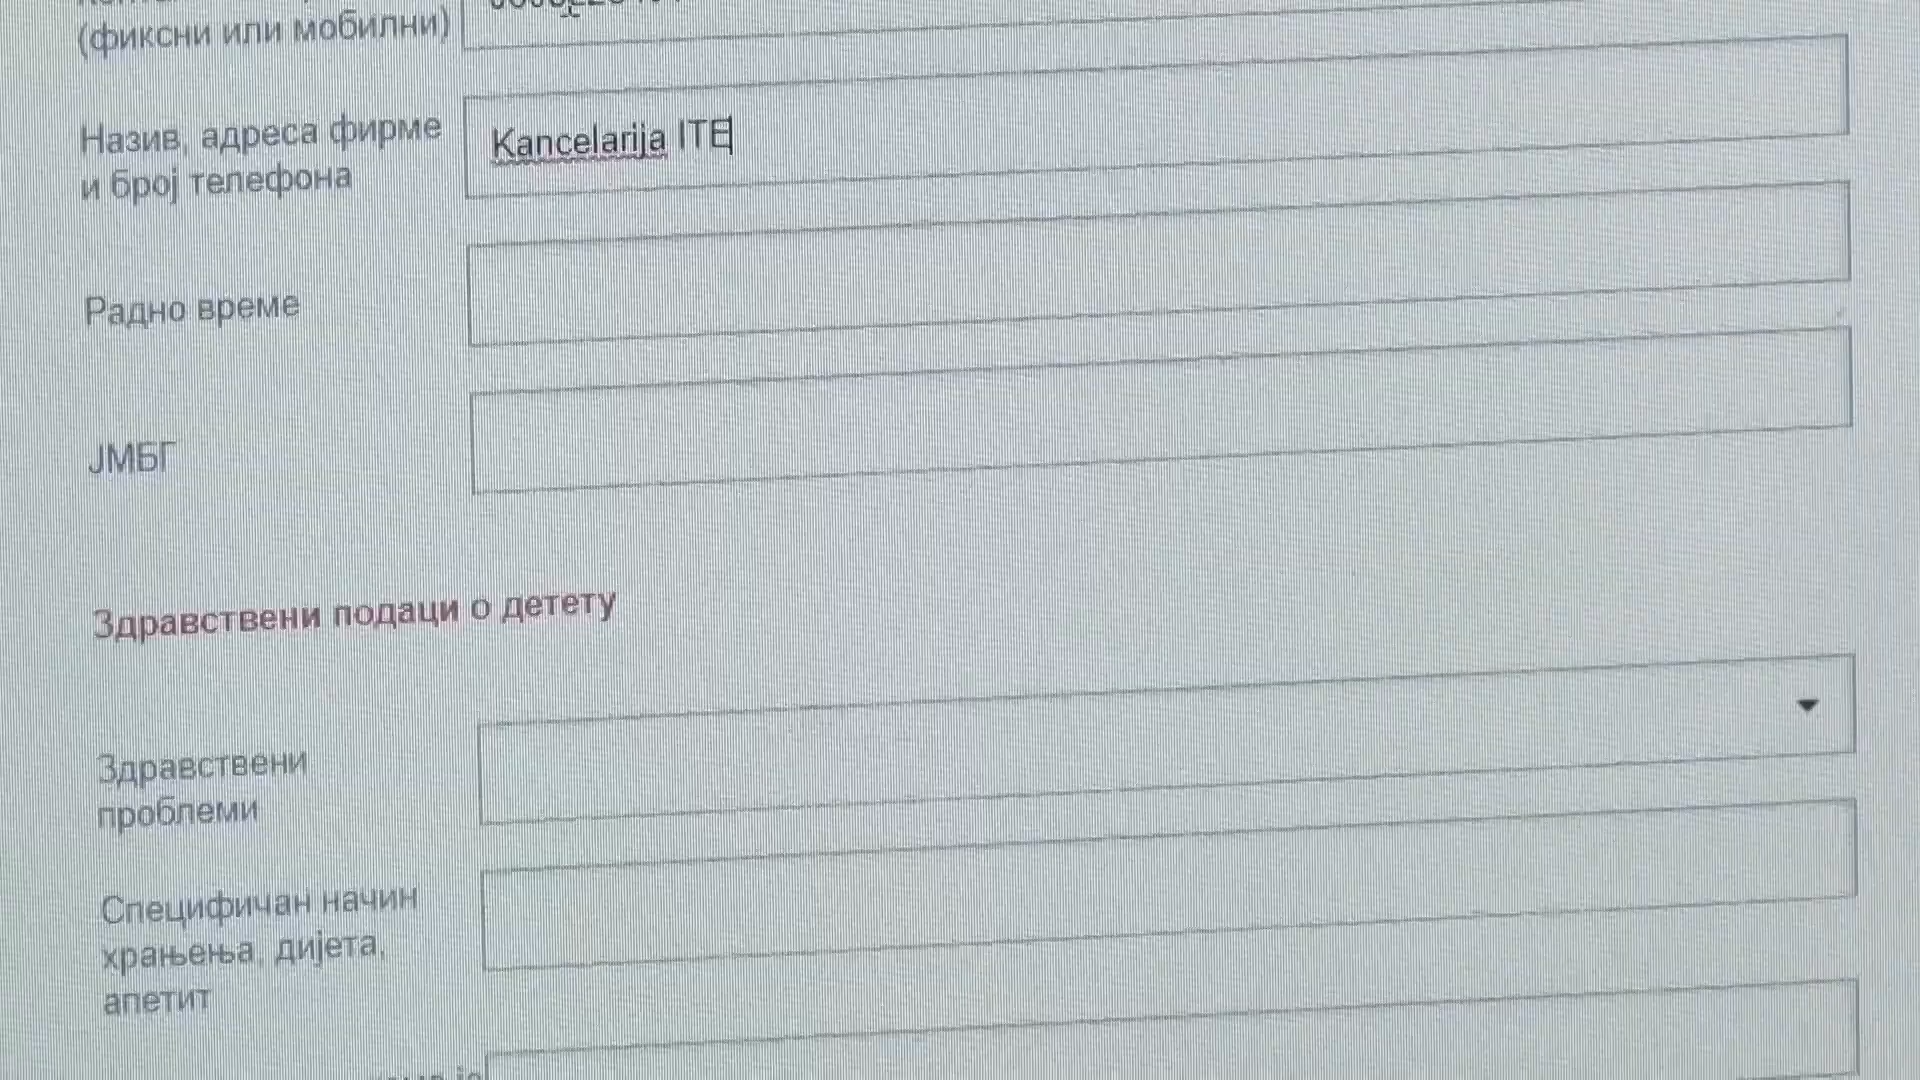 (фиксни или мобилни)
Назив, адреса фирме
и број телефона
Kancelarija ITE
Радно време
ЈМБГ
Здравствени подаци о детету
Здравствени
проблеми
Специфичан начин
храњења, дијета,
апетит